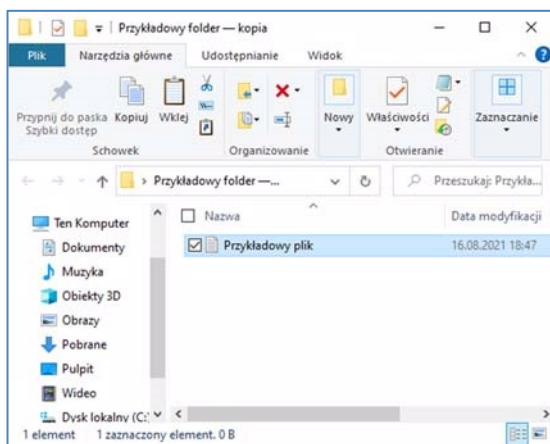 Przykładowy folder — kopia
Plik Narzędzia główne Udostępnianie Widok
Przypnij do paska Szybki dostęp
Kopiuj
Wklej
Nowy
Właściwości
Zaznaczanie
Schowek
Organizowanie
Otwieranie
Przykładowy folder —...
Przeszukaj: Przykła...
Ten Komputer
Dokumenty
Muzyka
Obiekty 3D
Obrazy
Pobrane
Pulpit
Wideo
Dysk lokalny (C:
Nazwa Data modyfikacji
Przykładowy plik 16.08.2021 18:47
1 element 1 zaznaczony element. 0 B